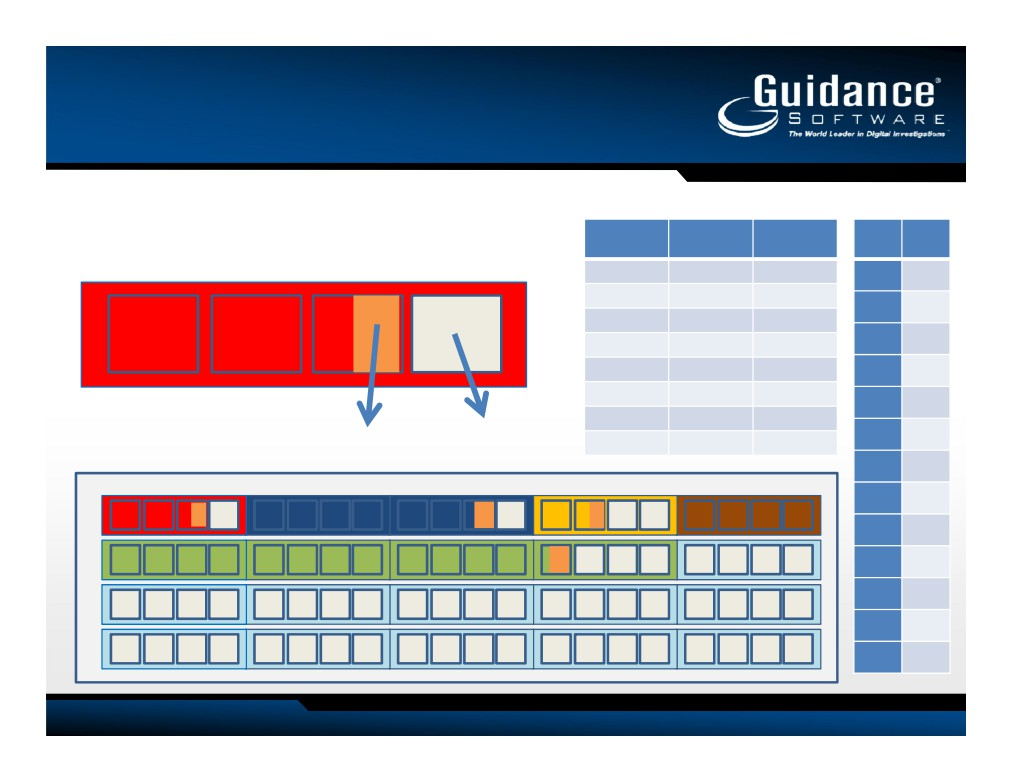 Guidance®
SOFTWARE
The World Leader in Digital Investigations™